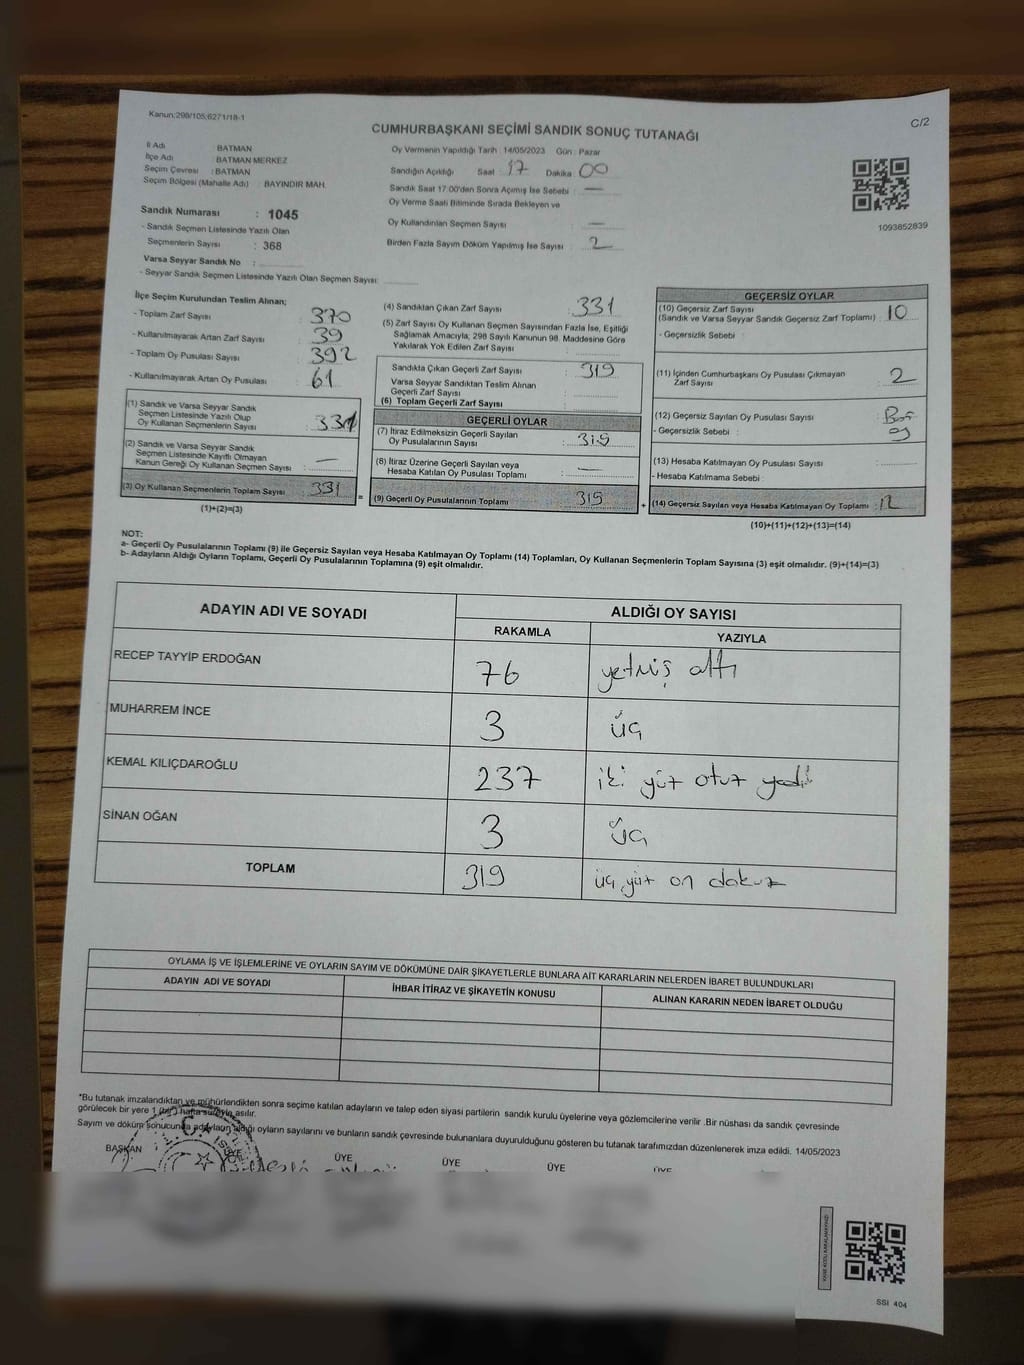 Kanun:298/105;6271/18-1
C/2
CUMHURBAŞKANI SEÇİMİ SANDIK SONUÇ TUTANAĞI
İl Adı : BATMAN
İlçe Adı : BATMAN MERKEZ
Seçim Çevresi : BATMAN
Seçim Bölgesi (Mahalle Adı) : BAYINDIR MAH.
Sandık Numarası : 1045
- Sandık Seçmen Listesinde Yazılı Olan
Seçmenlerin Sayısı : 368
Varsa Seyyar Sandık No :
- Seyyar Sandık Seçmen Listesinde Yazılı Olan Seçmen Sayısı:
Oy Vermenin Yapıldığı Tarih : 14/05/2023 Gün : Pazar
Sandığın Açıldığı Saat : 17 Dakika : 00
Sandık Saat 17:00'den Sonra Açımış İse Sebebi : —
Oy Verme Saati Bitiminde Sırada Bekleyen ve
Oy Kullandırılan Seçmen Sayısı : —
Birden Fazla Sayım Döküm Yapılmış İse Sayısı : 2
1093852839
İlçe Seçim Kurulundan Teslim Alınan;
- Toplam Zarf Sayısı : 370
- Kullanılmayarak Artan Zarf Sayısı : 39
- Toplam Oy Pusulası Sayısı : 392
- Kullanılmayarak Artan Oy Pusulası : 61
(1) Sandık ve Varsa Seyyar Sandık
Seçmen Listesinde Yazılı Olup
Oy Kullanan Seçmenlerin Sayısı : 331
(2) Sandık ve Varsa Seyyar Sandık
Seçmen Listesinde Kayıtlı Olmayan
Kanun Gereği Oy Kullanan Seçmen Sayısı : —
(3) Oy Kullanan Seçmenlerin Toplam Sayısı : 331
(1)+(2)=(3)
=
(4) Sandıktan Çıkan Zarf Sayısı : 331
(5) Zarf Sayısı Oy Kullanan Seçmen Sayısından Fazla İse, Eşitliği
Sağlamak Amacıyla, 298 Sayılı Kanunun 98. Maddesine Göre
Yakılarak Yok Edilen Zarf Sayısı :
Sandıkta Çıkan Geçerli Zarf Sayısı : 319
Varsa Seyyar Sandıktan Teslim Alınan
Geçerli Zarf Sayısı :
(6) Toplam Geçerli Zarf Sayısı :
GEÇERLİ OYLAR
(7) İtiraz Edilmeksizin Geçerli Sayılan
Oy Pusulalarının Sayısı : 319
(8) İtiraz Üzerine Geçerli Sayılan veya
Hesaba Katılan Oy Pusulası Toplamı : —
(9) Geçerli Oy Pusulalarının Toplamı : 319
+
GEÇERSİZ OYLAR
(10) Geçersiz Zarf Sayısı
(Sandık ve Varsa Seyyar Sandık Geçersiz Zarf Toplamı) : 10
- Geçersizlik Sebebi :
(11) İçinden Cumhurbaşkanı Oy Pusulası Çıkmayan
Zarf Sayısı : 2
(12) Geçersiz Sayılan Oy Pusulası Sayısı :
- Geçersizlik Sebebi : oy
(13) Hesaba Katılmayan Oy Pusulası Sayısı :
- Hesaba Katılmama Sebebi :
(14) Geçersiz Sayılan veya Hesaba Katılmayan Oy Toplamı : 12
(10)+(11)+(12)+(13)=(14)
NOT:
a- Geçerli Oy Pusulalarının Toplamı (9) ile Geçersiz Sayılan veya Hesaba Katılmayan Oy Toplamı (14) Toplamları, Oy Kullanan Seçmenlerin Toplam Sayısına (3) eşit olmalıdır. (9)+(14)=(3)
b- Adayların Aldığı Oyların Toplamı, Geçerli Oy Pusulalarının Toplamına (9) eşit olmalıdır.
ADAYIN ADI VE SOYADI
ALDIĞI OY SAYISI
RAKAMLA YAZIYLA
RECEP TAYYİP ERDOĞAN 76 yetmiş altı
MUHARREM İNCE 3 üç
KEMAL KILIÇDAROĞLU 237 iki yüz otuz yedi
SİNAN OĞAN 3 üç
TOPLAM 319 üç yüz on dokuz
OYLAMA İŞ VE İŞLEMLERİNE VE OYLARIN SAYIM VE DÖKÜMÜNE DAİR ŞİKAYETLERLE BUNLARA AİT KARARLARIN NELERDEN İBARET BULUNDUKLARI
ADAYIN ADI VE SOYADI İHBAR İTİRAZ VE ŞİKAYETİN KONUSU ALINAN KARARIN NEDEN İBARET OLDUĞU
*Bu tutanak imzalandıktan ve mühürlendikten sonra seçime katılan adayların ve talep eden siyasi partilerin sandık kurulu üyelerine veya gözlemcilerine verilir .Bir nüshası da sandık çevresinde
görülecek bir yere 1 (bir) hafta süreyle asılır.
Sayım ve döküm sonucunda adayların aldığı oyların sayılarını ve bunların sandık çevresinde bulunanlara duyurulduğunu gösteren bu tutanak tarafımızdan düzenlenerek imza edildi. 14/05/2023
BAŞKAN ÜYE ÜYE ÜYE ÜYE ÜYE
SSI 404